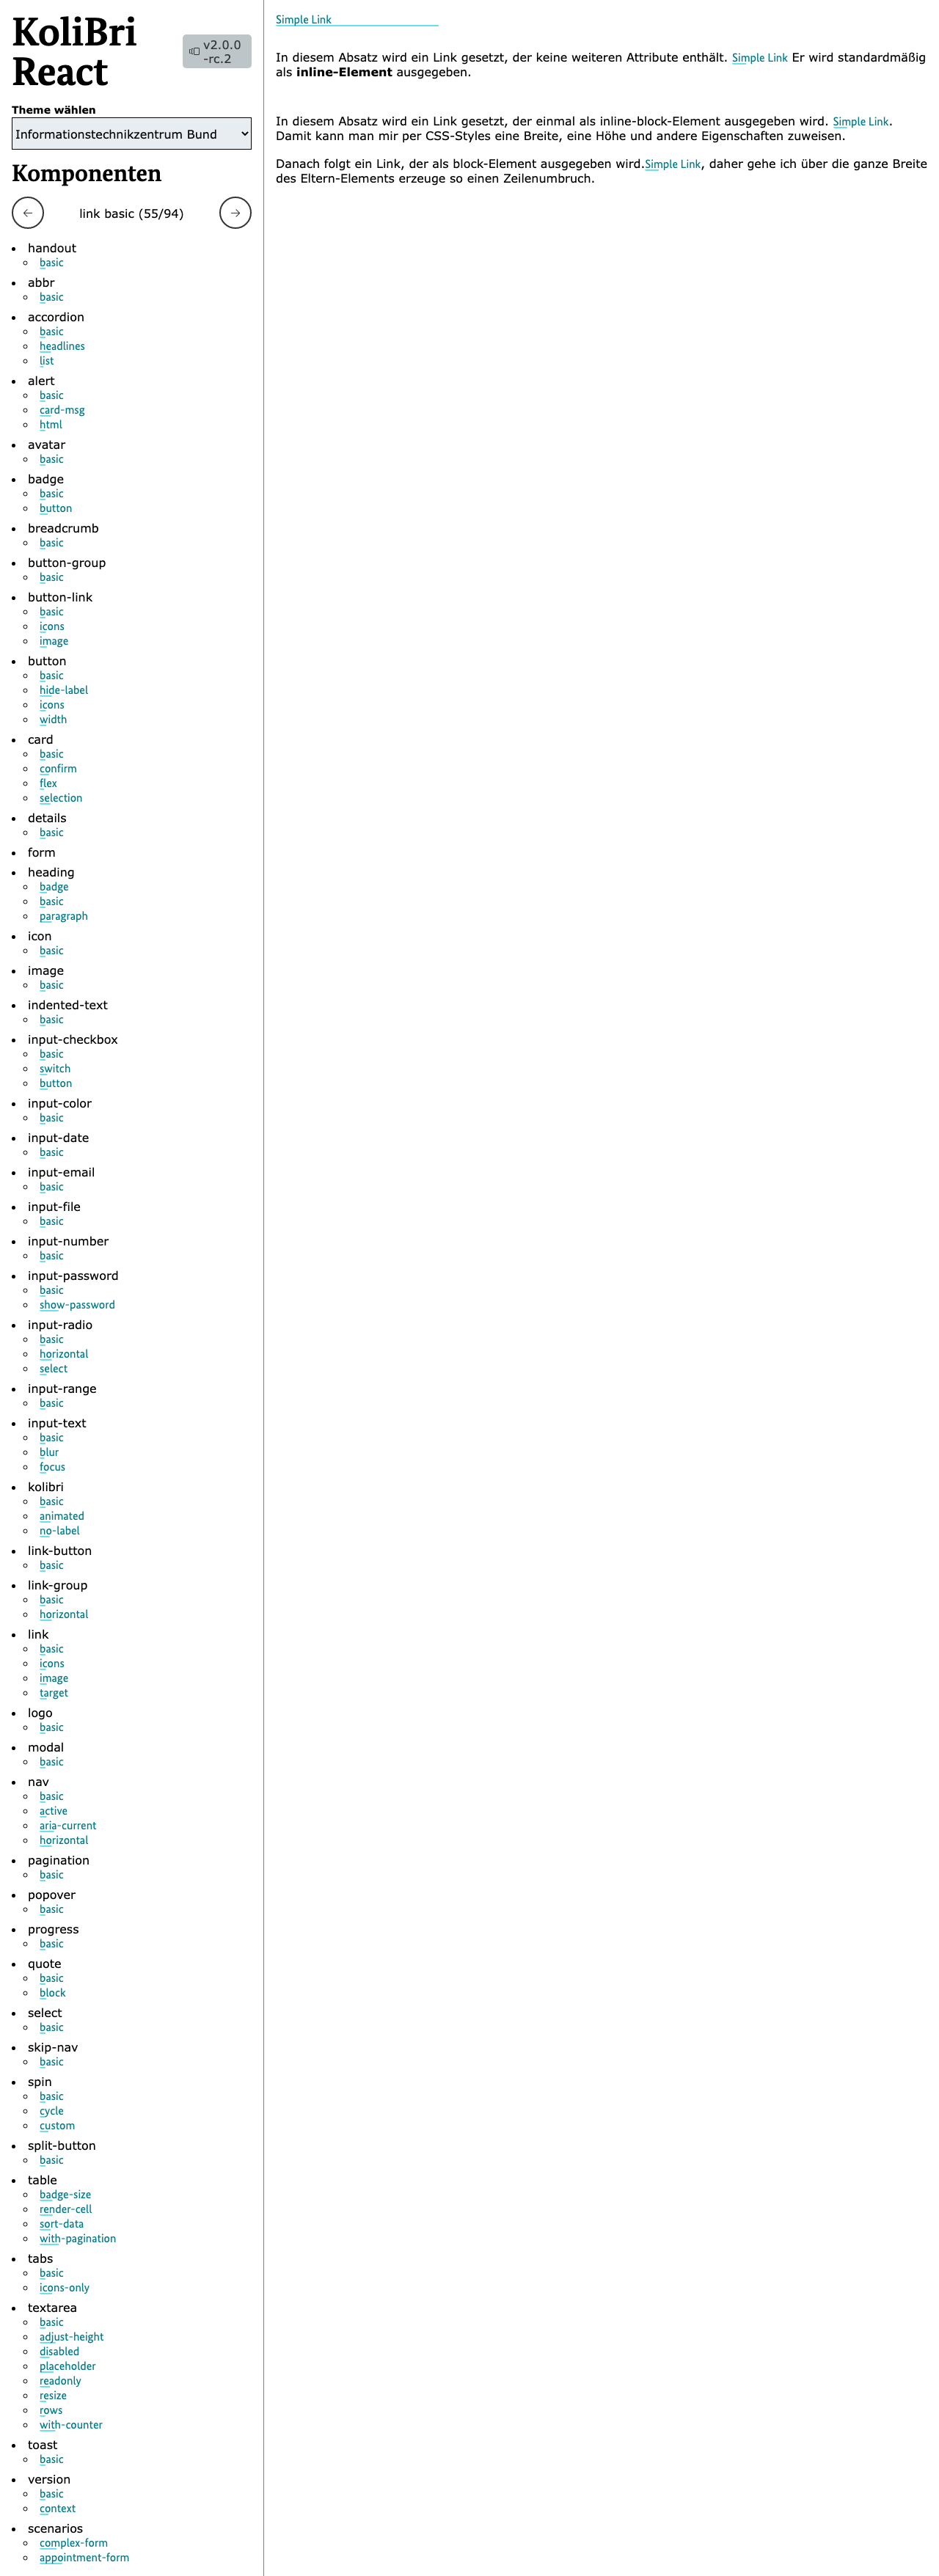 KoliBri
React
v2.0.0
-rc.2
Theme wählen
Informationstechnikzentrum Bund
Komponenten
link basic (55/94)
handout
basic
abbr
basic
accordion
basic
headlines
list
alert
basic
card-msg
html
avatar
basic
badge
basic
button
breadcrumb
basic
button-group
basic
button-link
basic
icons
image
button
basic
hide-label
icons
width
card
basic
confirm
flex
selection
details
basic
form
heading
badge
basic
paragraph
icon
basic
image
basic
indented-text
basic
input-checkbox
basic
switch
button
input-color
basic
input-date
basic
input-email
basic
input-file
basic
input-number
basic
input-password
basic
show-password
input-radio
basic
horizontal
select
input-range
basic
input-text
basic
blur
focus
kolibri
basic
animated
no-label
link-button
basic
link-group
basic
horizontal
link
basic
icons
image
target
logo
basic
modal
basic
nav
basic
active
aria-current
horizontal
pagination
basic
popover
basic
progress
basic
quote
basic
block
select
basic
skip-nav
basic
spin
basic
cycle
custom
split-button
basic
table
badge-size
render-cell
sort-data
with-pagination
tabs
basic
icons-only
textarea
basic
adjust-height
disabled
placeholder
readonly
resize
rows
with-counter
toast
basic
version
basic
context
scenarios
complex-form
appointment-form
Simple Link
In diesem Absatz wird ein Link gesetzt, der keine weiteren Attribute enthält. Simple Link Er wird standardmäßig
als inline-Element ausgegeben.
In diesem Absatz wird ein Link gesetzt, der einmal als inline-block-Element ausgegeben wird. Simple Link.
Damit kann man mir per CSS-Styles eine Breite, eine Höhe und andere Eigenschaften zuweisen.
Danach folgt ein Link, der als block-Element ausgegeben wird.Simple Link, daher gehe ich über die ganze Breite
des Eltern-Elements erzeuge so einen Zeilenumbruch.